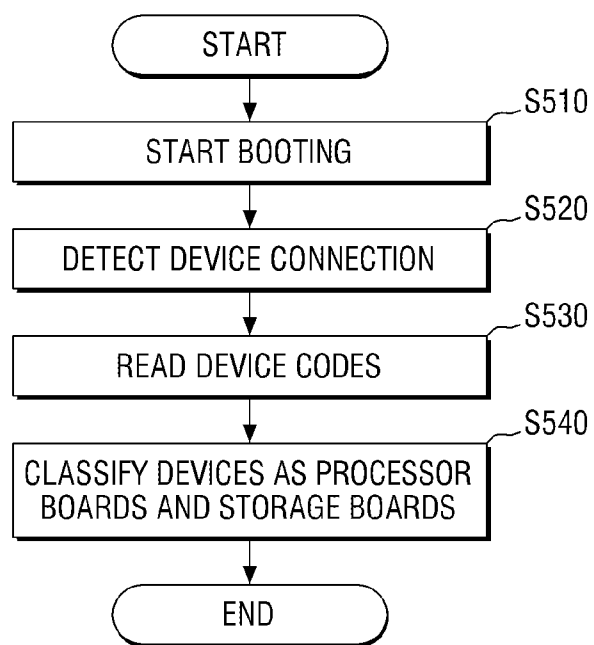 START
S510
START BOOTING
S520
DETECT DEVICE CONNECTION
S530
READ DEVICE CODES
S540
CLASSIFY DEVICES AS PROCESSOR
BOARDS AND STORAGE BOARDS
END